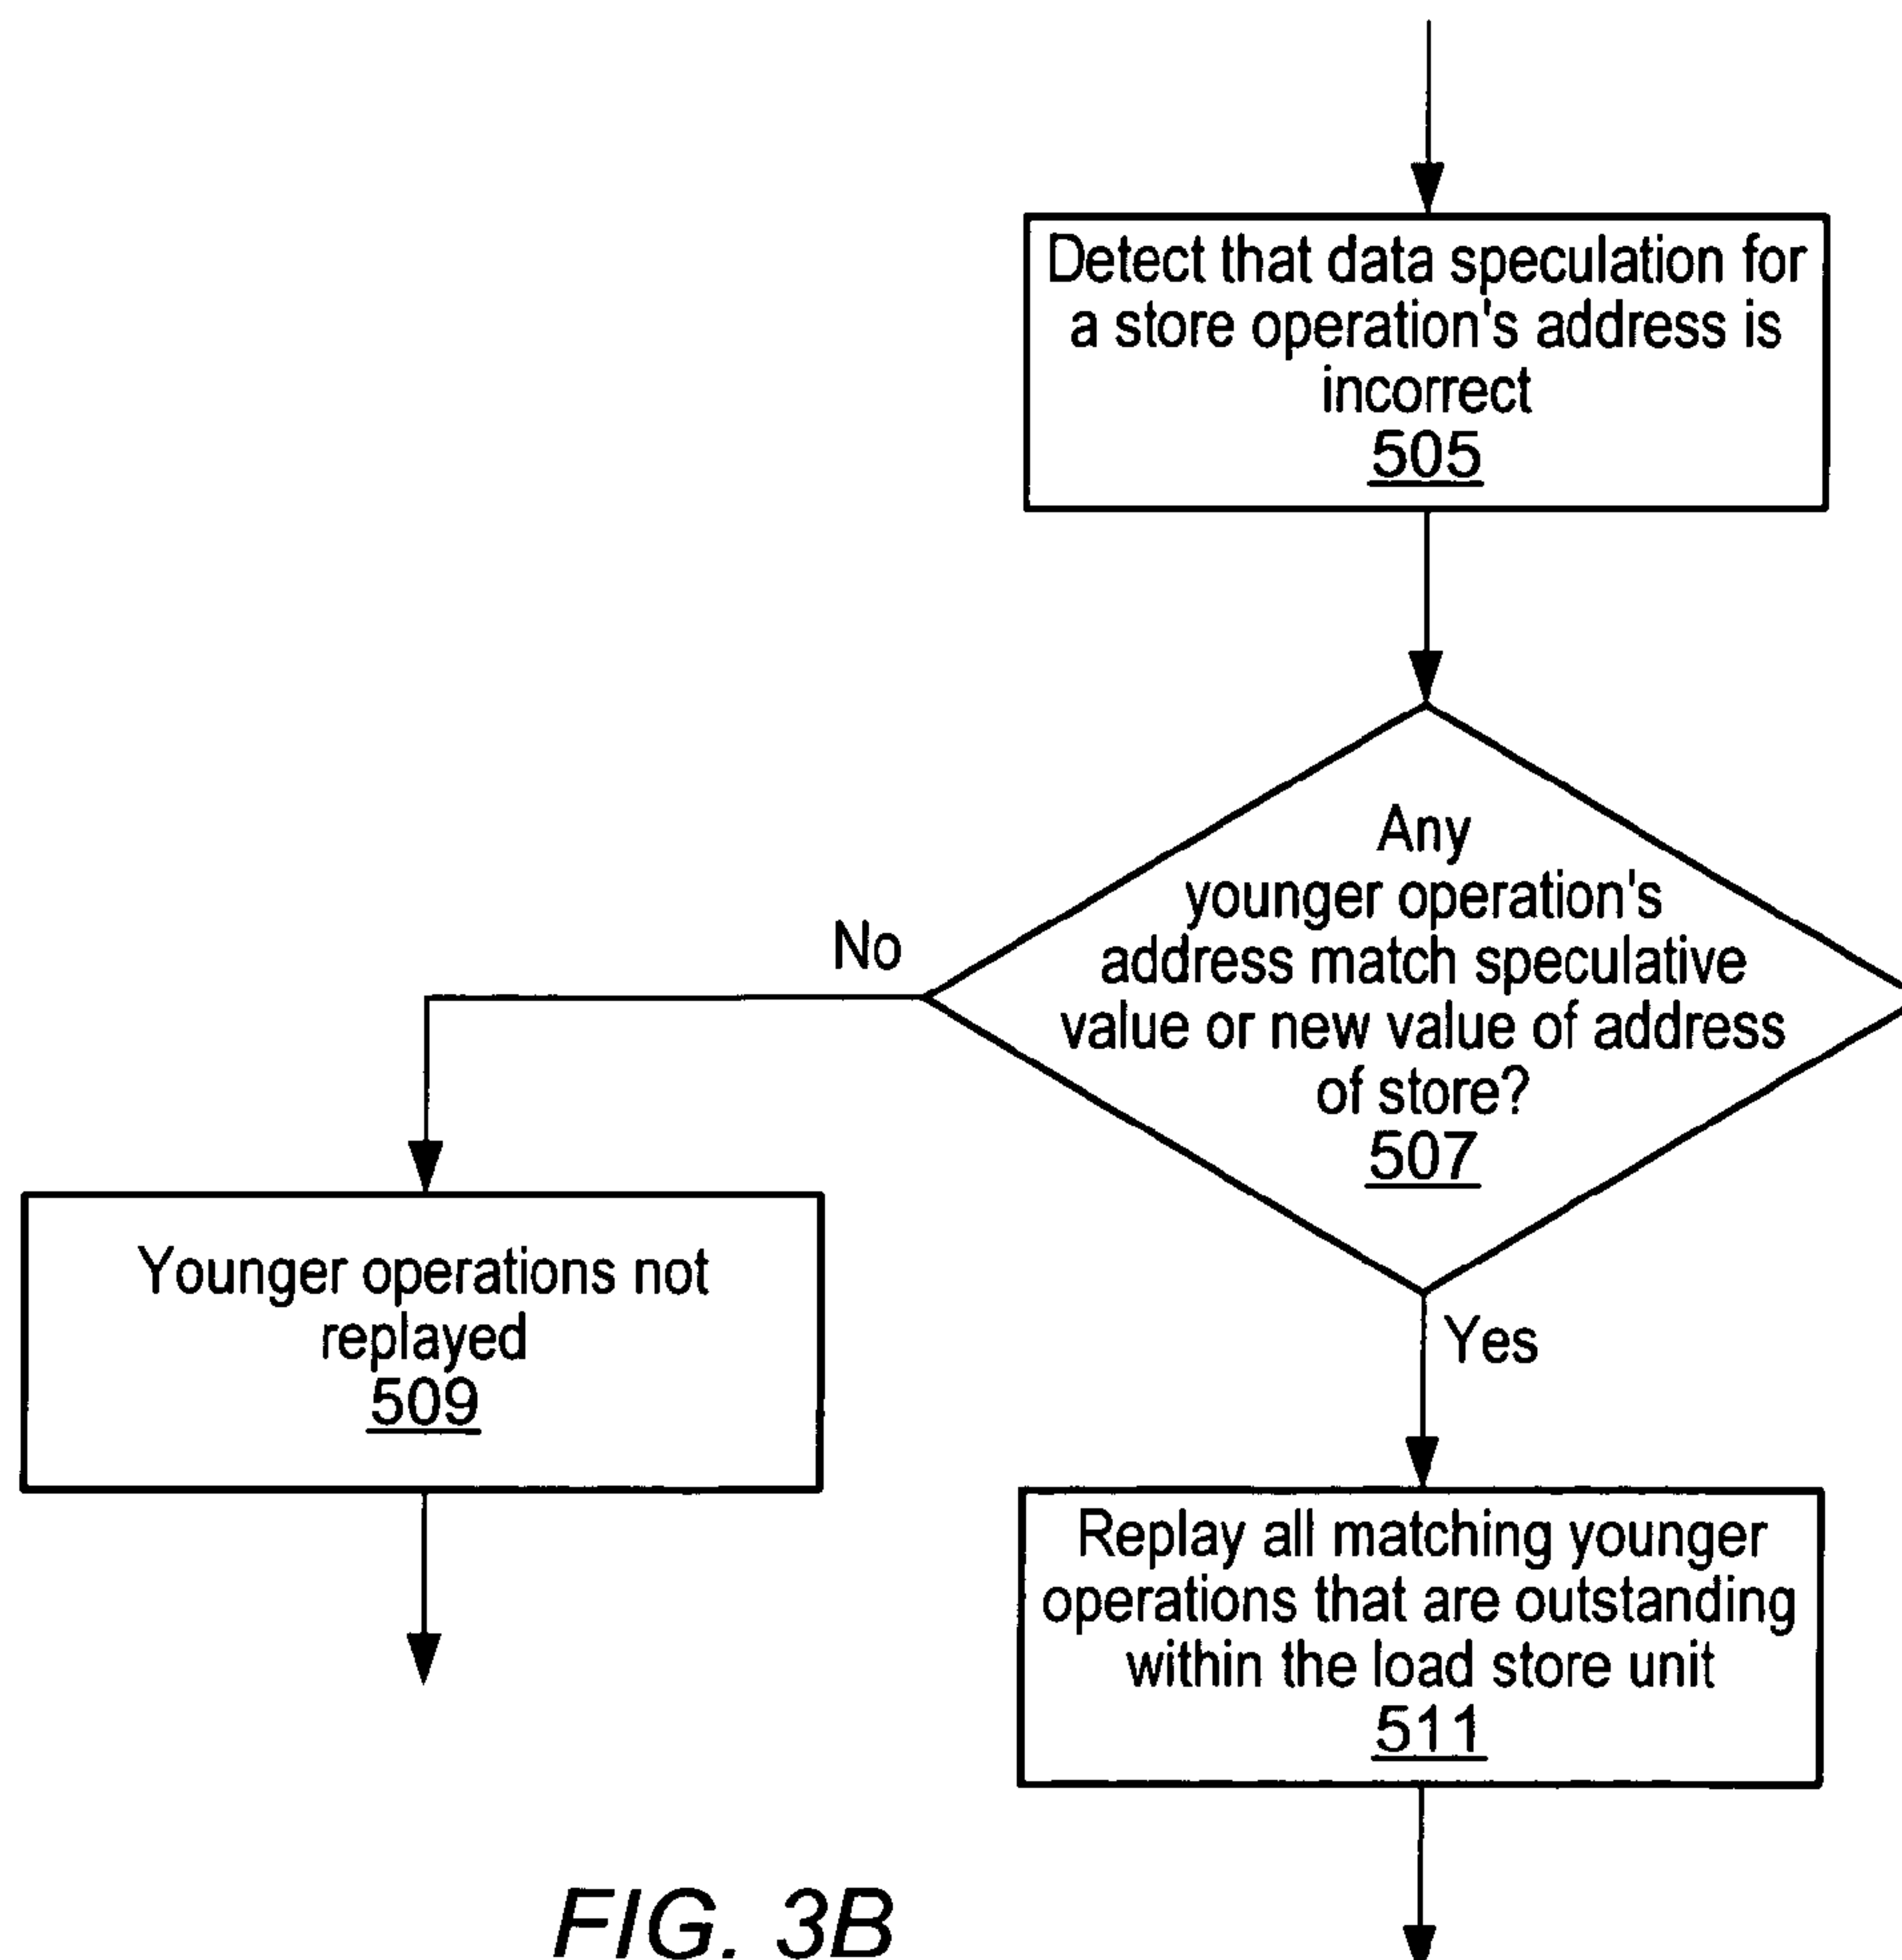 Detect that data speculation for
a store operation's address is
incorrect
505
Any
younger operation's
address match speculative
value or new value of address
of store?
507
No
Younger operations not
replayed
509
Yes
Replay all matching younger
operations that are outstanding
within the load store unit
511
FIG. 3B